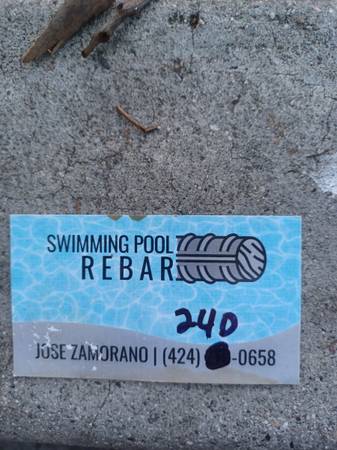 SWIMMING POOL
REBAR
240
JOSE ZAMORANO | (424) -0658